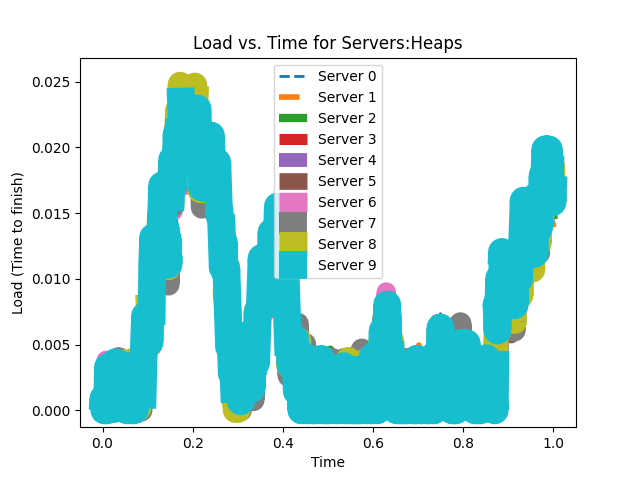 Load vs. Time for Servers:Heaps
Load (Time to finish)
0.025
0.020
0.015
0.010
0.005
0.000
Server 0
Server 1
Server 2
Server 3
Server 4
Server 5
Server 6
Server 7
Server 8
Server 9
0.0 0.2 0.4 0.6 0.8 1.0
Time